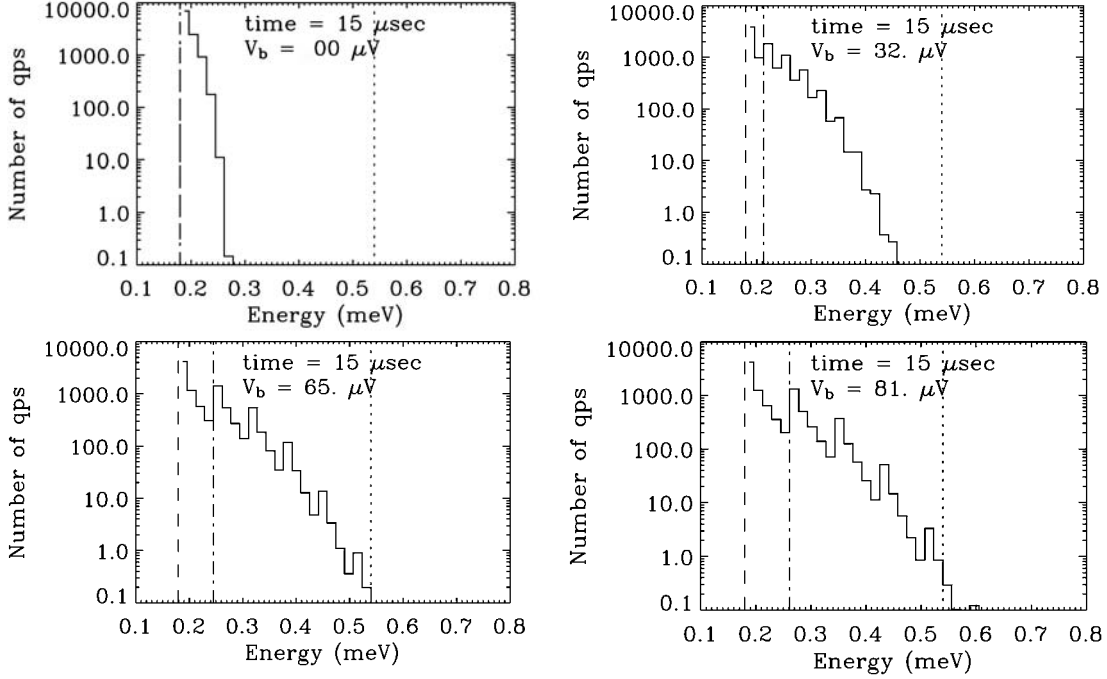 time = 15 μsec
V_b = 00 μV
Number of qps
10000.0
1000.0
100.0
10.0
1.0
0.1
0.1 0.2 0.3 0.4 0.5 0.6 0.7 0.8
Energy (meV)
time = 15 μsec
V_b = 32. μV
Number of qps
10000.0
1000.0
100.0
10.0
1.0
0.1
0.1 0.2 0.3 0.4 0.5 0.6 0.7 0.8
Energy (meV)
time = 15 μsec
V_b = 65. μV
Number of qps
10000.0
1000.0
100.0
10.0
1.0
0.1
0.1 0.2 0.3 0.4 0.5 0.6 0.7 0.8
Energy (meV)
time = 15 μsec
V_b = 81. μV
Number of qps
10000.0
1000.0
100.0
10.0
1.0
0.1
0.1 0.2 0.3 0.4 0.5 0.6 0.7 0.8
Energy (meV)